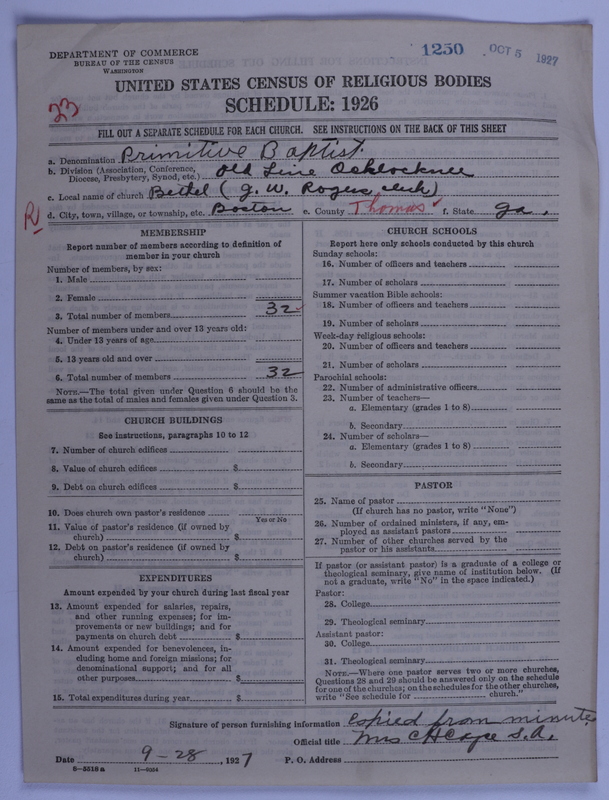 DEPARTMENT OF COMMERCE
BUREAU OF THE CENSUS
WASHINGTON
1250 OCT 5 1927
UNITED STATES CENSUS OF RELIGIOUS BODIES
SCHEDULE: 1926
23
FILL OUT A SEPARATE SCHEDULE FOR EACH CHURCH. SEE INSTRUCTIONS ON THE BACK OF THIS SHEET
a. Denomination Primitive Baptist
b. Division (Association, Conference, Diocese, Presbytery, Synod, etc.) Old Line Ochlocknee
c. Local name of church Bethel (J. W. Rogers, clerk)
R
d. City, town, village, or township, etc. Boston e. County Thomas f. State Ga.
MEMBERSHIP
Report number of members according to definition of
member in your church
Number of members, by sex:
1. Male
2. Female
3. Total number of members 32
Number of members under and over 13 years old:
4. Under 13 years of age
5. 13 years old and over
6. Total number of members 32
NOTE.—The total given under Question 6 should be the
same as the total of males and females given under Question 3.
CHURCH BUILDINGS
See instructions, paragraphs 10 to 12
7. Number of church edifices
8. Value of church edifices $
9. Debt on church edifices $
10. Does church own pastor's residence
Yes or No
11. Value of pastor's residence (if owned by
church) $
12. Debt on pastor's residence (if owned by
church) $
EXPENDITURES
Amount expended by your church during last fiscal year
13. Amount expended for salaries, repairs,
and other running expenses; for im-
provements or new buildings; and for
payments on church debt $
14. Amount expended for benevolences, in-
cluding home and foreign missions; for
denominational support; and for all
other purposes $
15. Total expenditures during year $
CHURCH SCHOOLS
Report here only schools conducted by this church
Sunday schools:
16. Number of officers and teachers
17. Number of scholars
Summer vacation Bible schools:
18. Number of officers and teachers
19. Number of scholars
Week-day religious schools:
20. Number of officers and teachers
21. Number of scholars
Parochial schools:
22. Number of administrative officers
23. Number of teachers—
a. Elementary (grades 1 to 8)
b. Secondary
24. Number of scholars—
a. Elementary (grades 1 to 8)
b. Secondary
PASTOR
25. Name of pastor
(If church has no pastor, write "None")
26. Number of ordained ministers, if any, em-
ployed as assistant pastors
27. Number of other churches served by the
pastor or his assistants
If pastor (or assistant pastor) is a graduate of a college or
theological seminary, give name of institution below. (If
not a graduate, write "No" in the space indicated.)
Pastor:
28. College
29. Theological seminary
Assistant pastor:
30. College
31. Theological seminary
NOTE.—Where one pastor serves two or more churches,
Questions 28 and 29 should be answered only on the schedule
for one of the churches; on the schedules for the other churches,
write "See schedule for church."
Signature of person furnishing information Copied from minutes
Official title Mrs C H Cape S.A.
Date 9-28, 1927 P. O. Address
8—5518a 11—9034